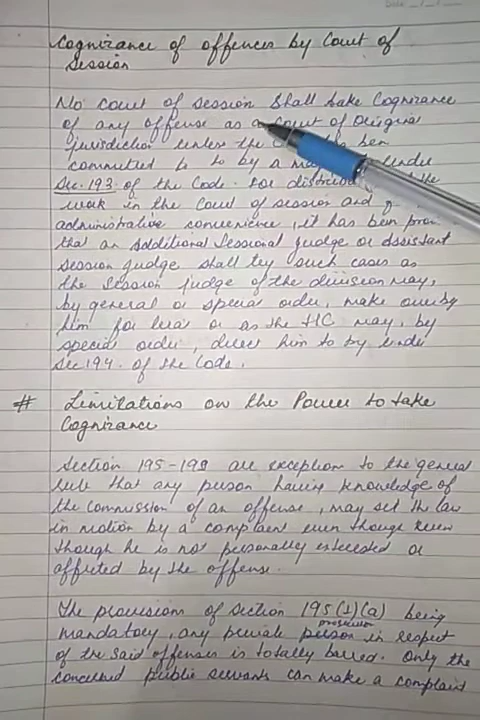 Cognizance of offences by Court of
Session
No court of session shall take Cognizance
of any offense as a Court of Original
jurisdiction unless the has been
committed to to by a under
Sec. 193 of the Code. For the
work in the Court of session and
administrative convenience, it has been
that an Additional Sessional judge or Assistant
session judge shall try such cases as
the session judge of the division may,
by general or special order, make over by
him for or as the HC may, by
special order, direct him to by under
Sec 194. of the Code.
# Limitations on the Power to take
Cognizance
Section 195-199 are exception to the general
rule that any person having knowledge of
the commission of an offense, may set the law
in motion by a complaint even though even
though he is not personally interested or
affected by the offense.
The provisions of section 195(1)(a) being
mandatory, any private person in respect
prosecution
of the said offenses is totally barred. Only the
concerned public servants can make a complaint